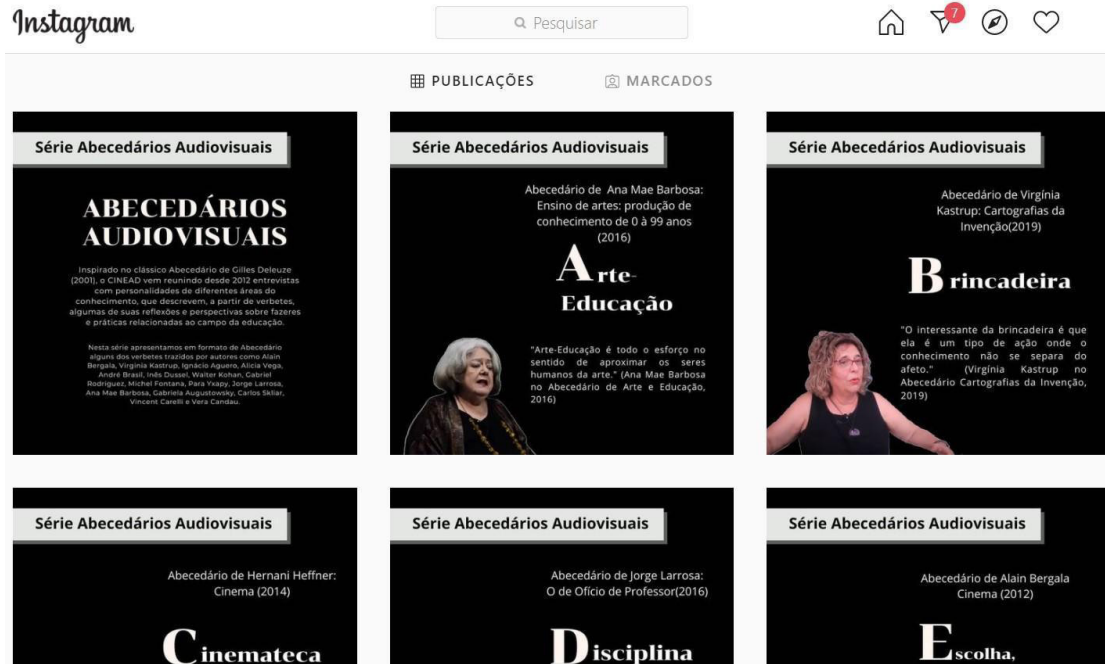 Instagram
Pesquisar
7
PUBLICAÇÕES
MARCADOS
Série Abecedários Audiovisuais
ABECEDÁRIOS
AUDIOVISUAIS
Inspirado no clássico Abecedário de Gilles Deleuze
(2001), o CINEAD vem reunindo desde 2012 entrevistas
com personalidades de diferentes áreas do
conhecimento, que descrevem, a partir de verbetes,
algumas de suas reflexões e perspectivas sobre fazeres
e práticas relacionadas ao campo da educação.
Nesta série apresentamos em formato de Abecedário
alguns dos verbetes trazidos por autores como Alain
Bergala, Virginia Kastrup, Ignácio Aguero, Alicia Vega,
André Brasil, Inês Dussel, Walter Kohan, Gabriel
Rodriguez, Michel Fontana, Para Yxapy, Jorge Larrosa,
Ana Mae Barbosa, Gabriela Augustowsky, Carlos Skliar,
Vincent Carelli e Vera Candau.
Série Abecedários Audiovisuais
Abecedário de Ana Mae Barbosa:
Ensino de artes: produção de
conhecimento de 0 à 99 anos
(2016)
Arte-
Educação
"Arte-Educação é todo o esforço no
sentido de aproximar os seres
humanos da arte." (Ana Mae Barbosa
no Abecedário de Arte e Educação,
2016)
Série Abecedários Audiovisuais
Abecedário de Virgínia
Kastrup: Cartografias da
Invenção(2019)
Brincadeira
"O interessante da brincadeira é que
ela é um tipo de ação onde o
conhecimento não se separa do
afeto." (Virgínia Kastrup no
Abecedário Cartografias da Invenção,
2019)
Série Abecedários Audiovisuais
Abecedário de Hernani Heffner:
Cinema (2014)
Cinemateca
Série Abecedários Audiovisuais
Abecedário de Jorge Larrosa:
O de Ofício de Professor(2016)
Disciplina
Série Abecedários Audiovisuais
Abecedário de Alain Bergala
Cinema (2012)
Escolha,